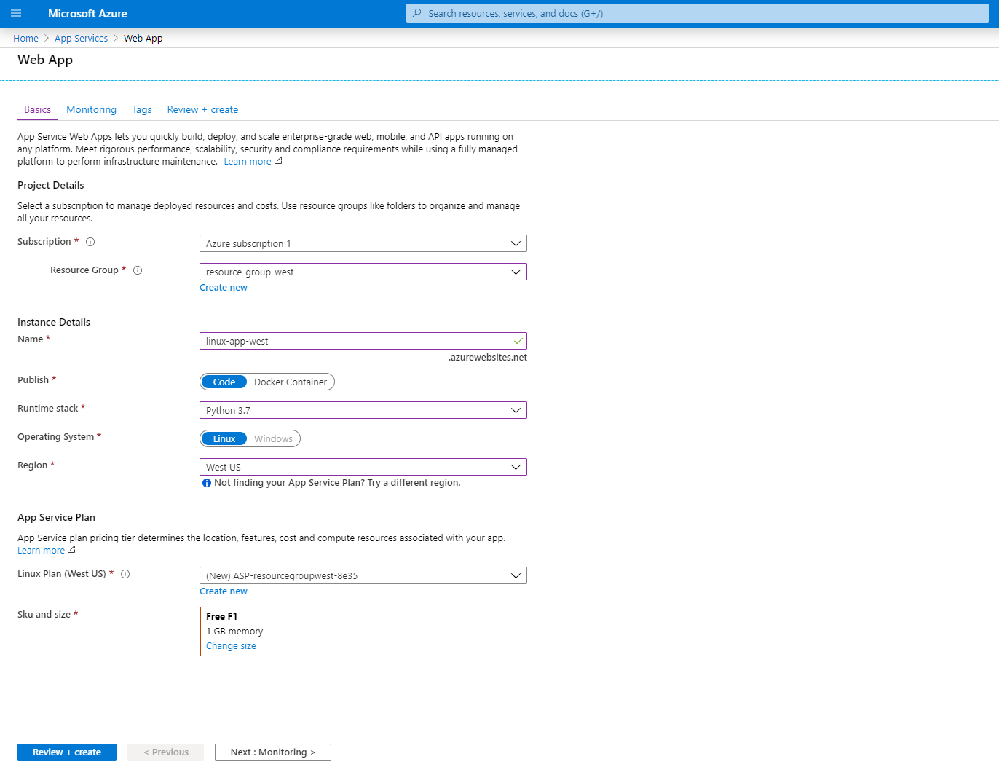 Microsoft Azure
Search resources, services, and docs (G+/)
Home > App Services > Web App
Web App
Basics Monitoring Tags Review + create
App Service Web Apps lets you quickly build, deploy, and scale enterprise-grade web, mobile, and API apps running on
any platform. Meet rigorous performance, scalability, security and compliance requirements while using a fully managed
platform to perform infrastructure maintenance. Learn more
Project Details
Select a subscription to manage deployed resources and costs. Use resource groups like folders to organize and manage
all your resources.
Subscription * Azure subscription 1
Resource Group * resource-group-west
Create new
Instance Details
Name * linux-app-west
.azurewebsites.net
Publish * Code Docker Container
Runtime stack * Python 3.7
Operating System * Linux Windows
Region * West US
Not finding your App Service Plan? Try a different region.
App Service Plan
App Service plan pricing tier determines the location, features, cost and compute resources associated with your app.
Learn more
Linux Plan (West US) * (New) ASP-resourcegroupwest-8e35
Create new
Sku and size * Free F1
1 GB memory
Change size
Review + create < Previous Next : Monitoring >